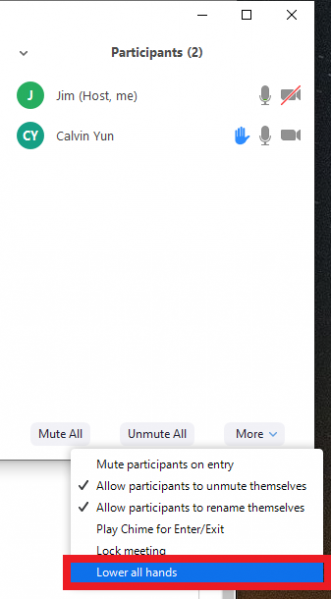 Participants (2)
J Jim (Host, me)
CY Calvin Yun
Mute All Unmute All More
Mute participants on entry
Allow participants to unmute themselves
Allow participants to rename themselves
Play Chime for Enter/Exit
Lock meeting
Lower all hands